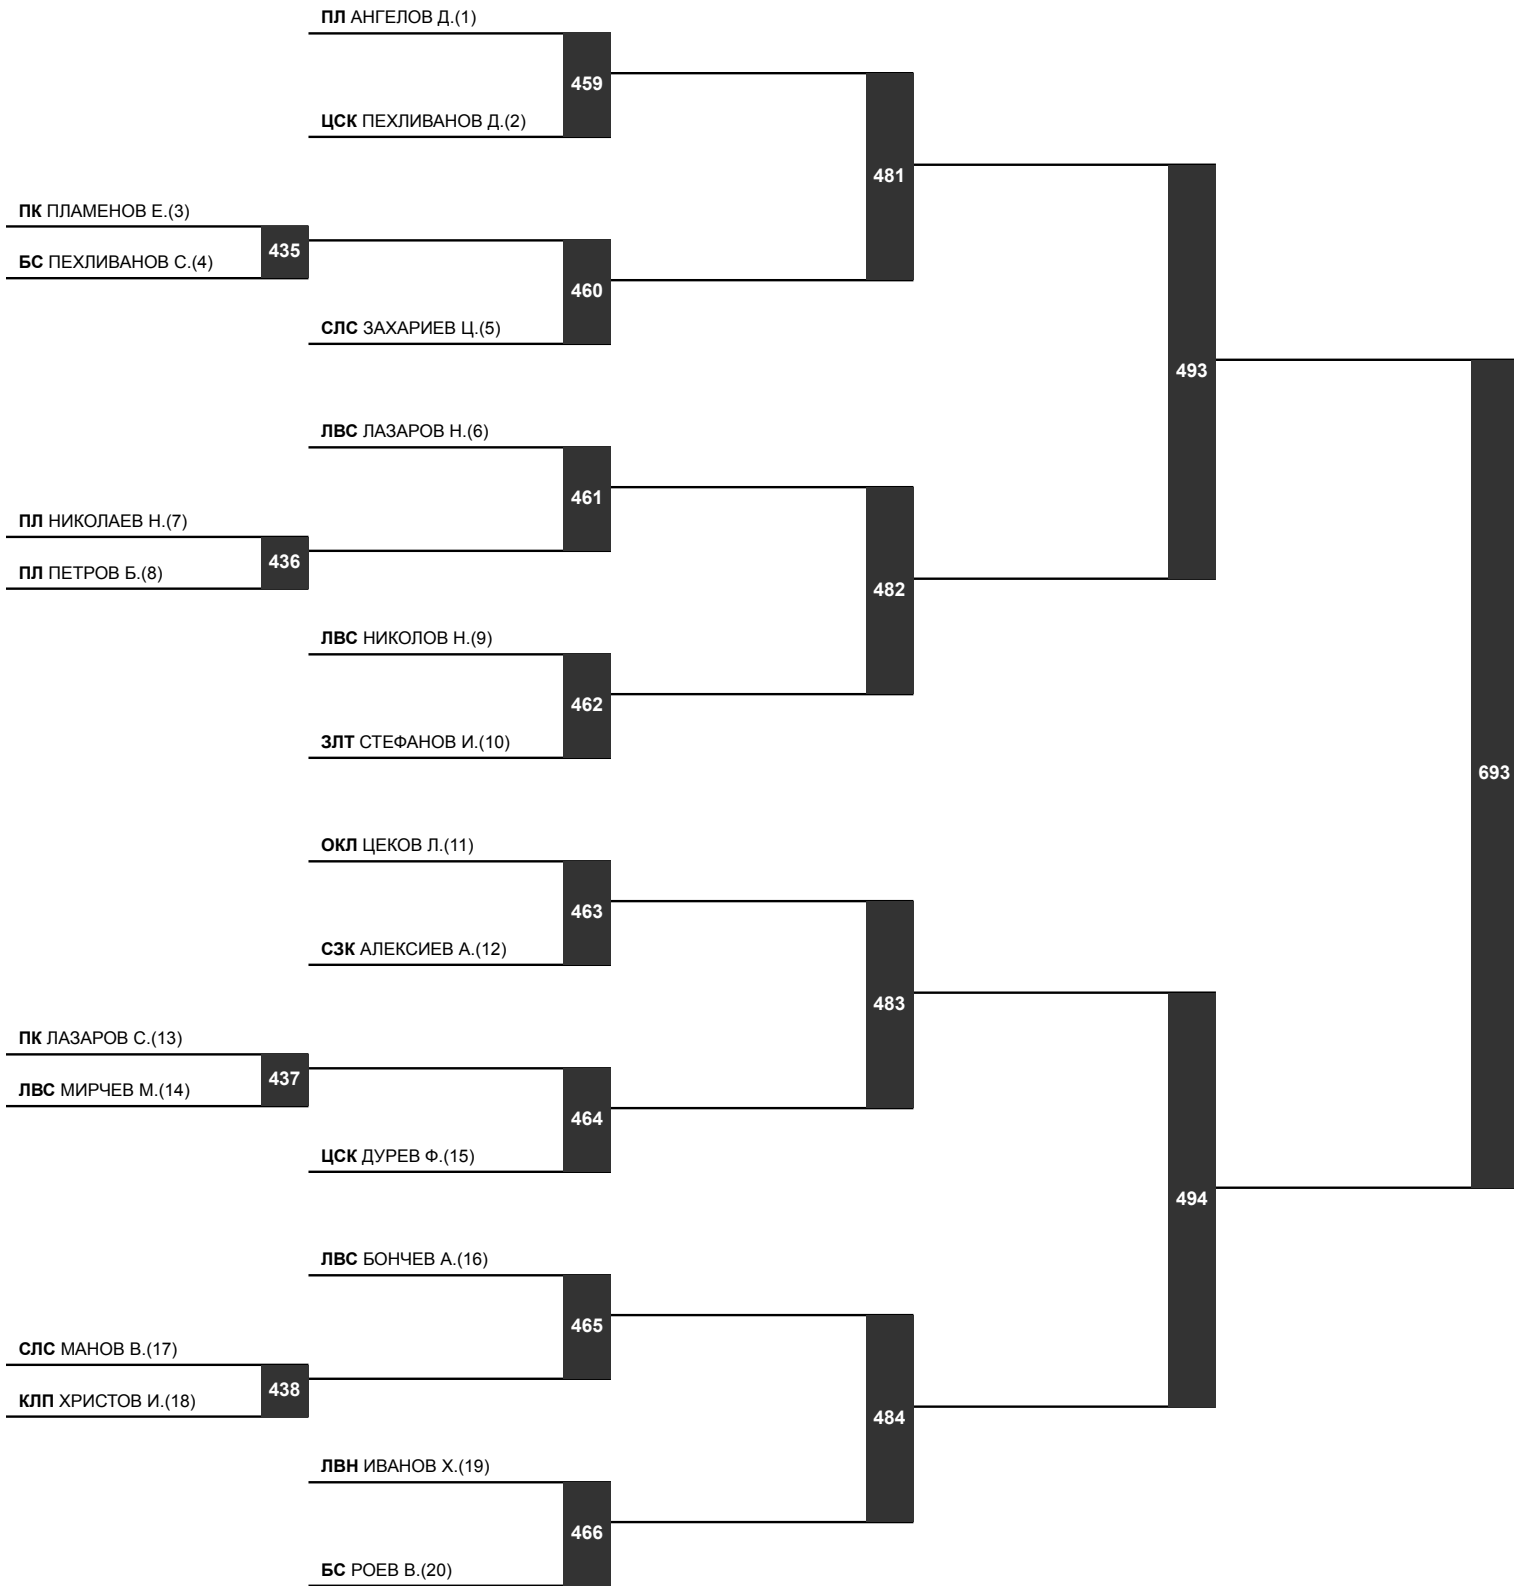 ПЛ АНГЕЛОВ Д.(1)
459
ЦСК ПЕХЛИВАНОВ Д.(2)
481
ПК ПЛАМЕНОВ Е.(3)
435
БС ПЕХЛИВАНОВ С.(4)
460
СЛС ЗАХАРИЕВ Ц.(5)
493
ЛВС ЛАЗАРОВ Н.(6)
461
ПЛ НИКОЛАЕВ Н.(7)
436
ПЛ ПЕТРОВ Б.(8)
482
ЛВС НИКОЛОВ Н.(9)
462
ЗЛТ СТЕФАНОВ И.(10)
693
ОКЛ ЦЕКОВ Л.(11)
463
СЗК АЛЕКСИЕВ А.(12)
483
ПК ЛАЗАРОВ С.(13)
437
ЛВС МИРЧЕВ М.(14)
464
ЦСК ДУРЕВ Ф.(15)
494
ЛВС БОНЧЕВ А.(16)
465
СЛС МАНОВ В.(17)
438
КЛП ХРИСТОВ И.(18)
484
ЛВН ИВАНОВ Х.(19)
466
БС РОЕВ В.(20)